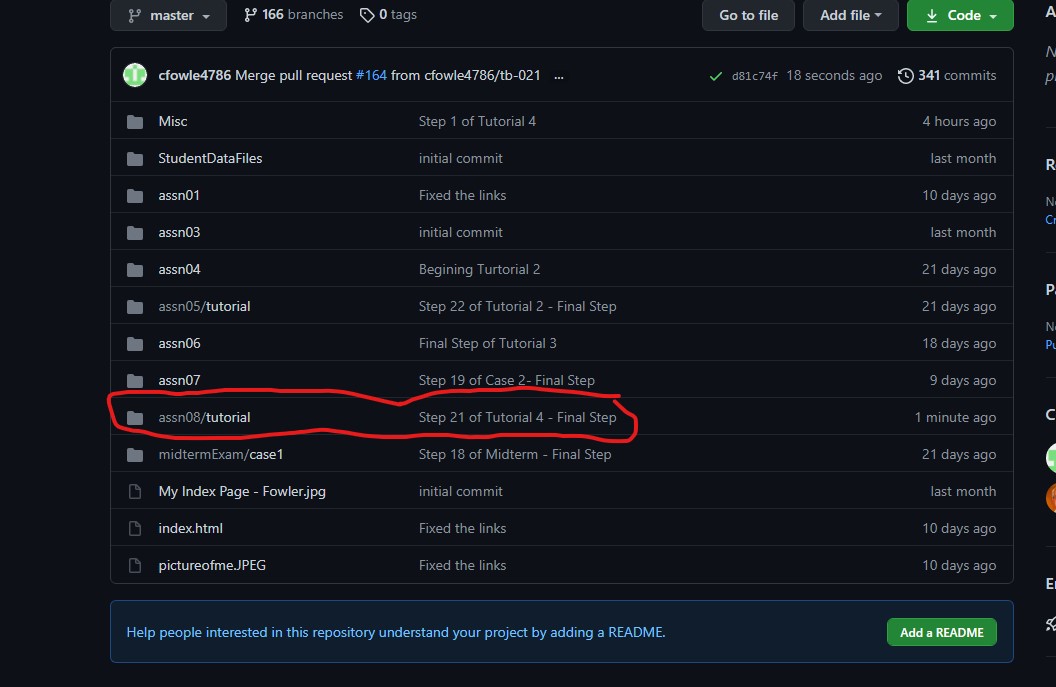 master 166 branches 0 tags Go to file Add file Code
cfowle4786 Merge pull request #164 from cfowle4786/tb-021 ... d81c74f 18 seconds ago 341 commits
Misc Step 1 of Tutorial 4 4 hours ago
StudentDataFiles initial commit last month
assn01 Fixed the links 10 days ago
assn03 initial commit last month
assn04 Begining Turtorial 2 21 days ago
assn05/tutorial Step 22 of Tutorial 2 - Final Step 21 days ago
assn06 Final Step of Tutorial 3 18 days ago
assn07 Step 19 of Case 2- Final Step 9 days ago
assn08/tutorial Step 21 of Tutorial 4 - Final Step 1 minute ago
midtermExam/case1 Step 18 of Midterm - Final Step 21 days ago
My Index Page - Fowler.jpg initial commit last month
index.html Fixed the links 10 days ago
pictureofme.JPEG Fixed the links 10 days ago
Help people interested in this repository understand your project by adding a README. Add a README